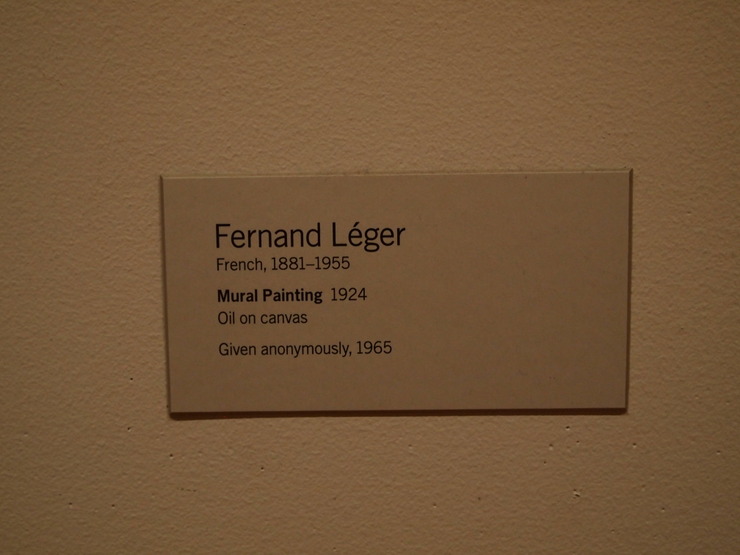 Fernand Léger
French, 1881–1955
Mural Painting 1924
Oil on canvas
Given anonymously, 1965